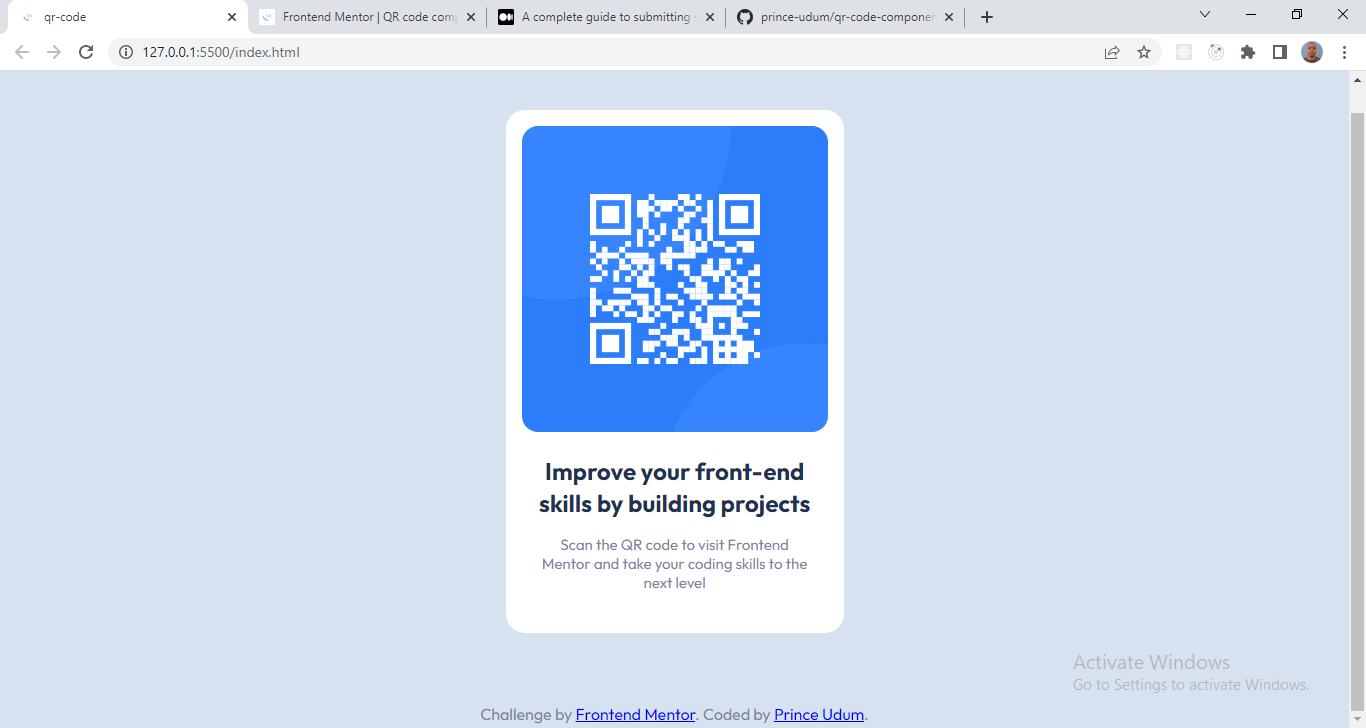 qr-code
Frontend Mentor | QR code com
A complete guide to submitting
prince-udum/qr-code-componer
127.0.0.1:5500/index.html
Improve your front-end
skills by building projects
Scan the QR code to visit Frontend
Mentor and take your coding skills to the
next level
Activate Windows
Go to Settings to activate Windows.
Challenge by Frontend Mentor. Coded by Prince Udum.